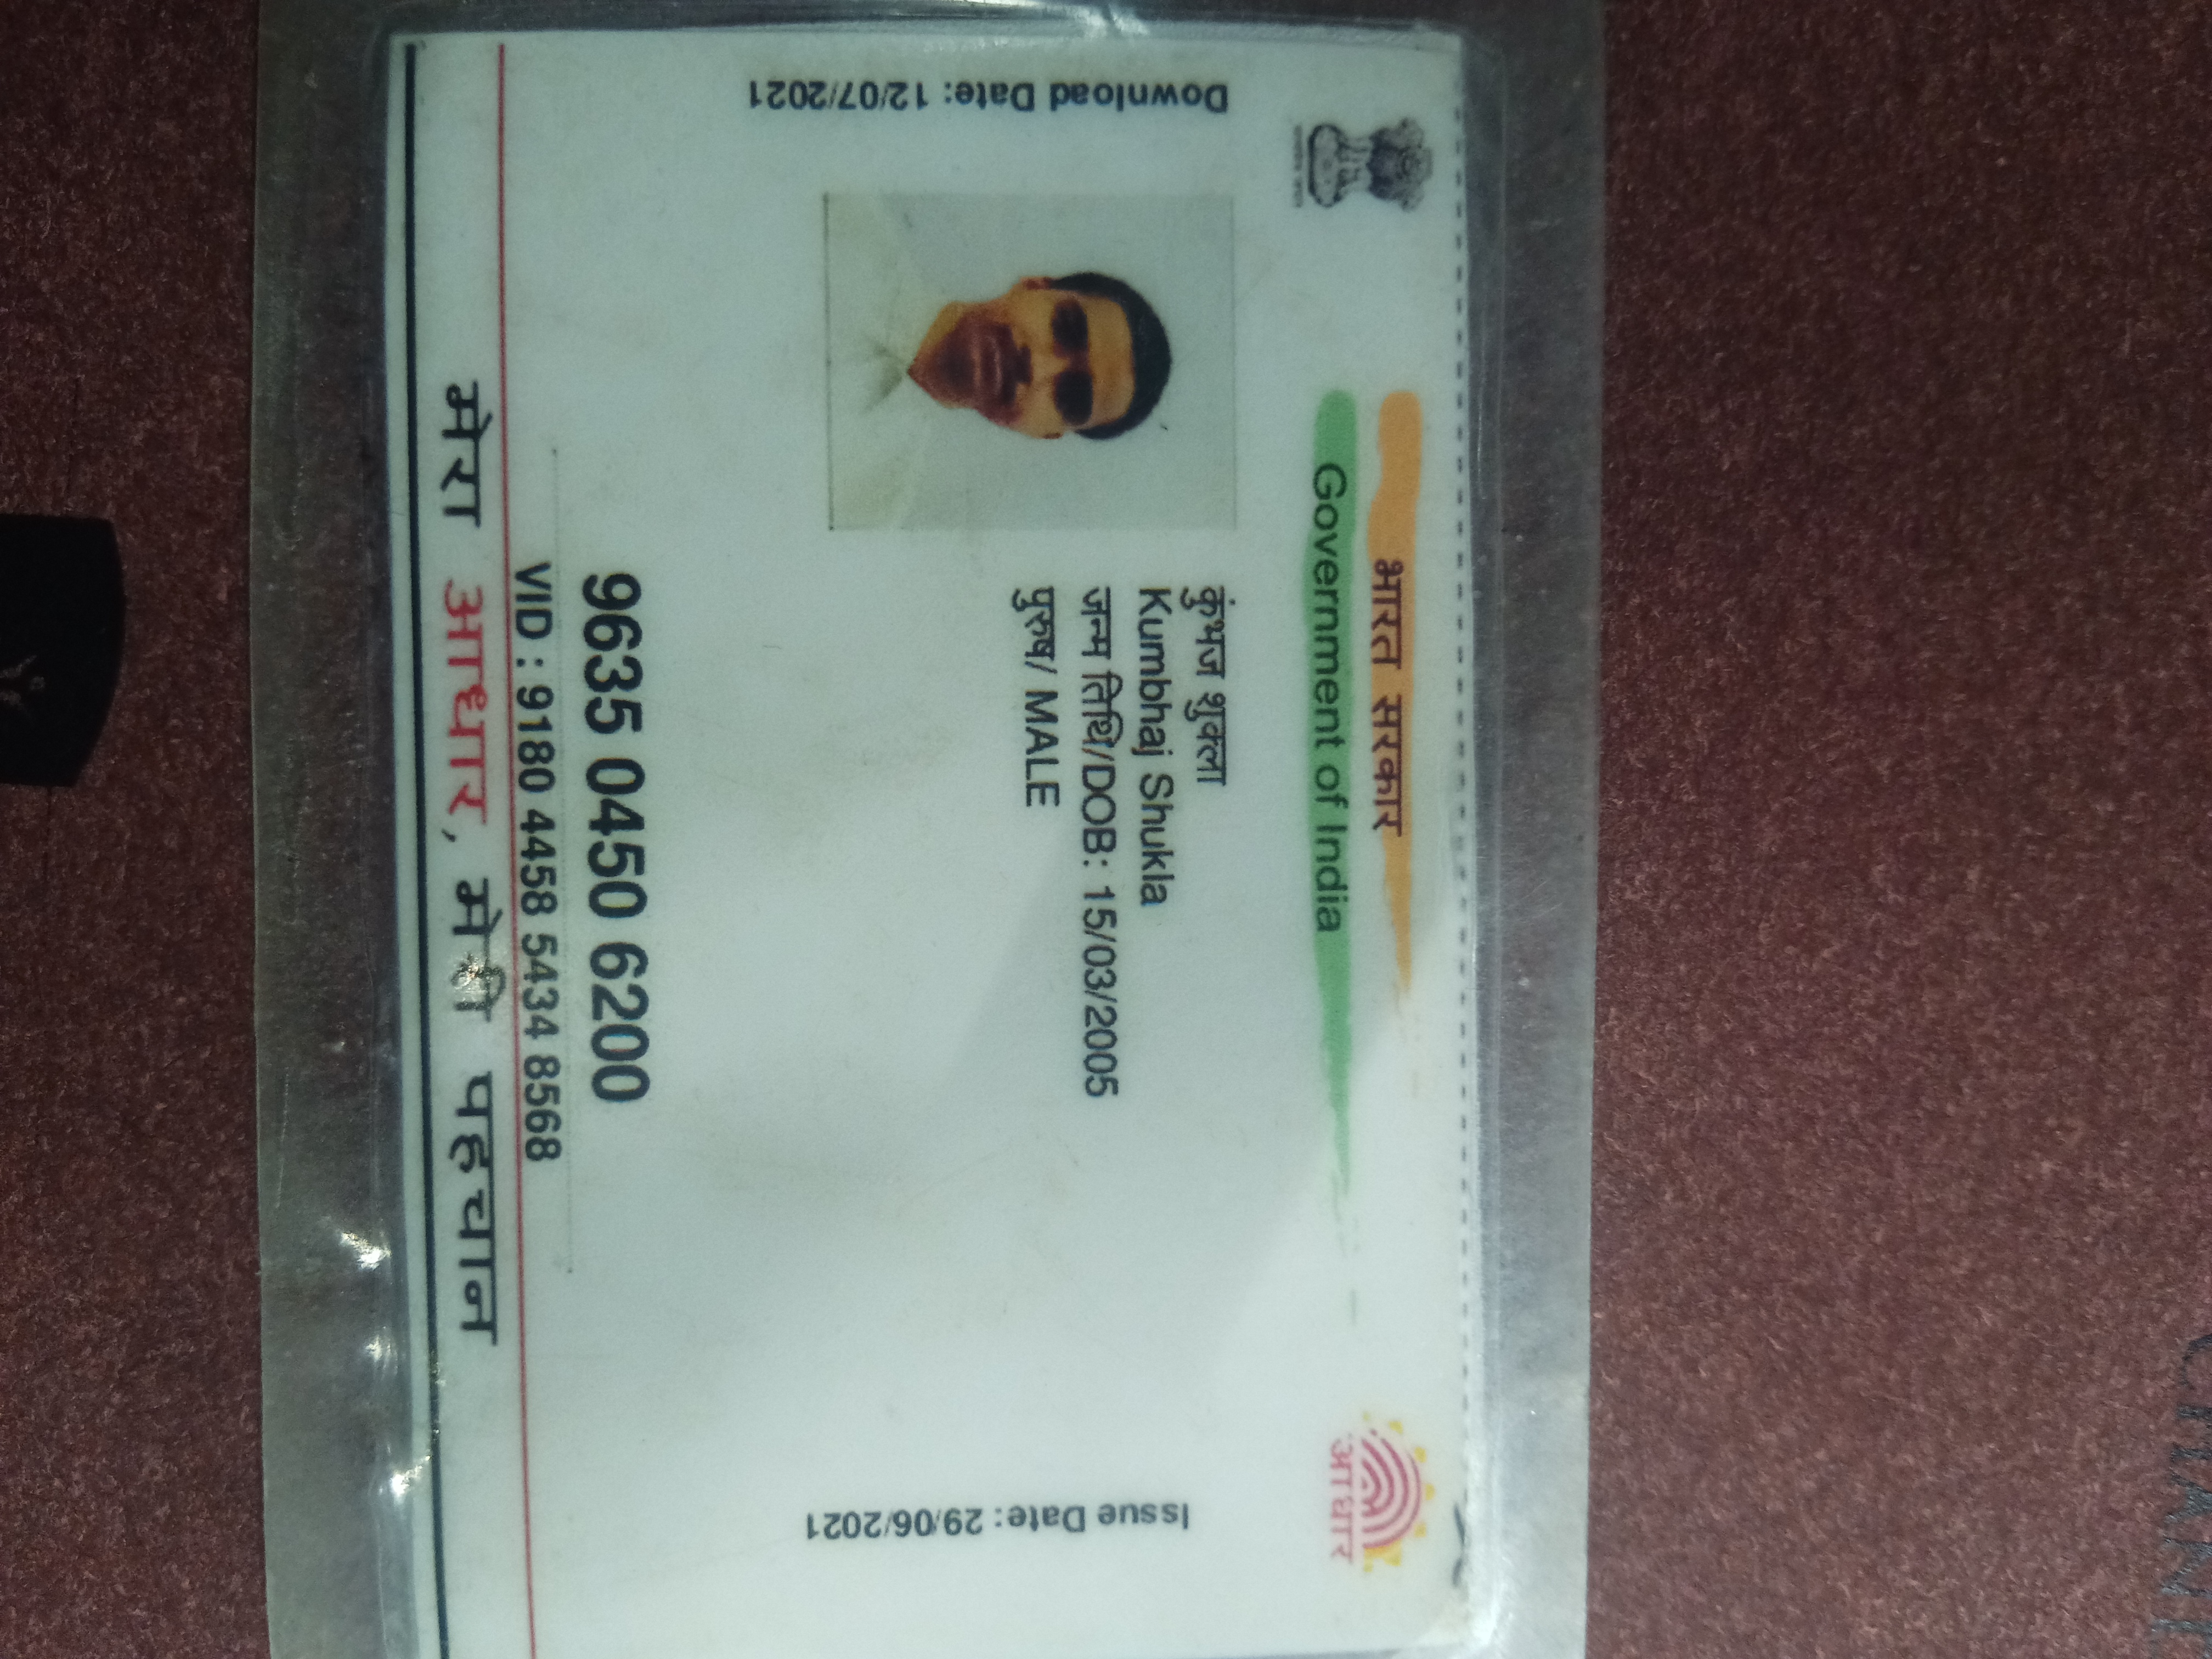 भारत सरकार
Government of India
Download Date: 12/07/2021
कुंभज शुक्ला
Kumbhaj Shukla
जन्म तिथि/DOB: 15/03/2005
पुरुष/ MALE
Issue Date: 29/06/2021
आधार
9635 0450 6200
VID : 9180 4458 5434 8568
मेरा आधार, मेरी पहचान